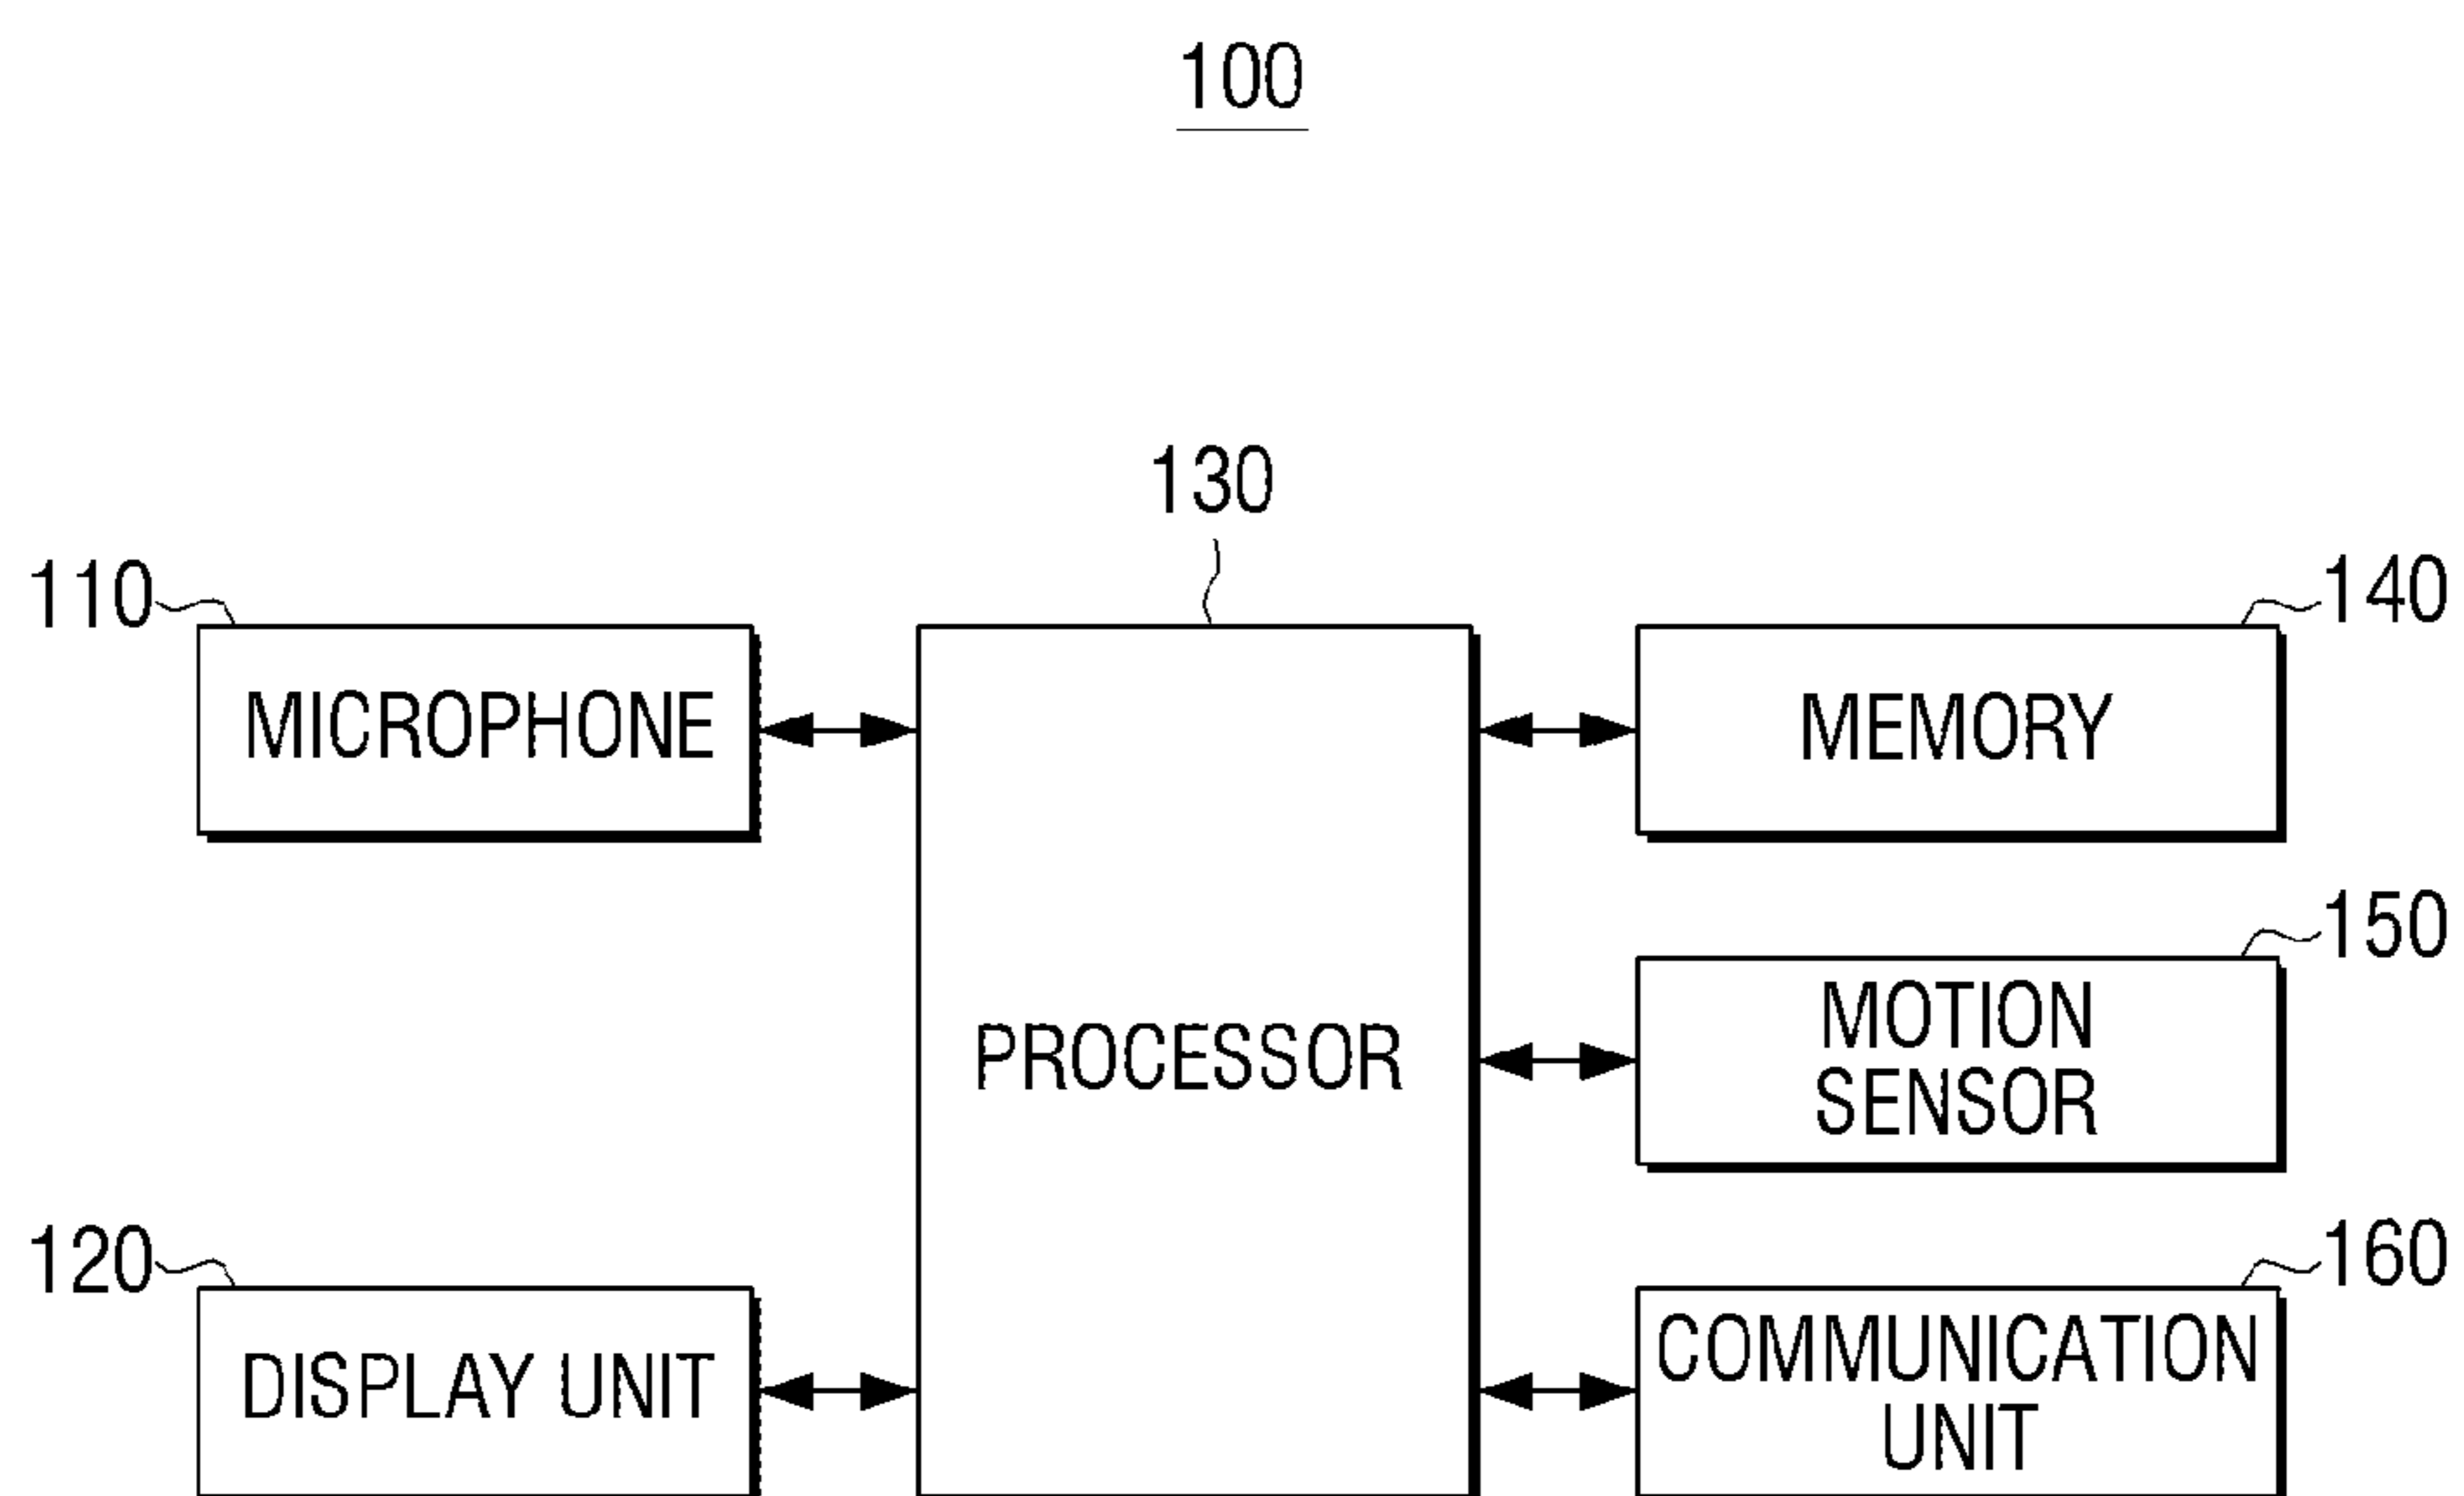 100
130
110
MICROPHONE
140
MEMORY
150
MOTION
SENSOR
PROCESSOR
120
DISPLAY UNIT
160
COMMUNICATION
UNIT